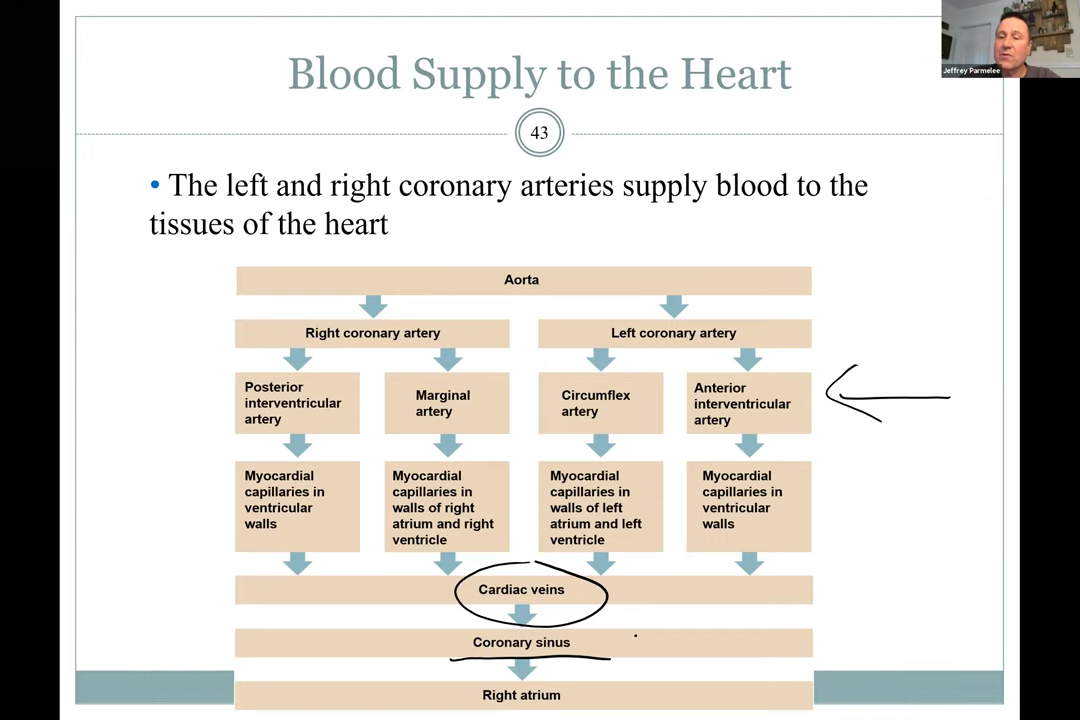 Blood Supply to the Heart
Jeffrey Parmelee
43
• The left and right coronary arteries supply blood to the
tissues of the heart
Aorta
Right coronary artery
Left coronary artery
Posterior
interventricular
artery
Marginal
artery
Circumflex
artery
Anterior
interventricular
artery
Myocardial
capillaries in
ventricular
walls
Myocardial
capillaries in
walls of right
atrium and right
ventricle
Myocardial
capillaries in
walls of left
atrium and left
ventricle
Myocardial
capillaries in
ventricular
walls
Cardiac veins
Coronary sinus
Right atrium